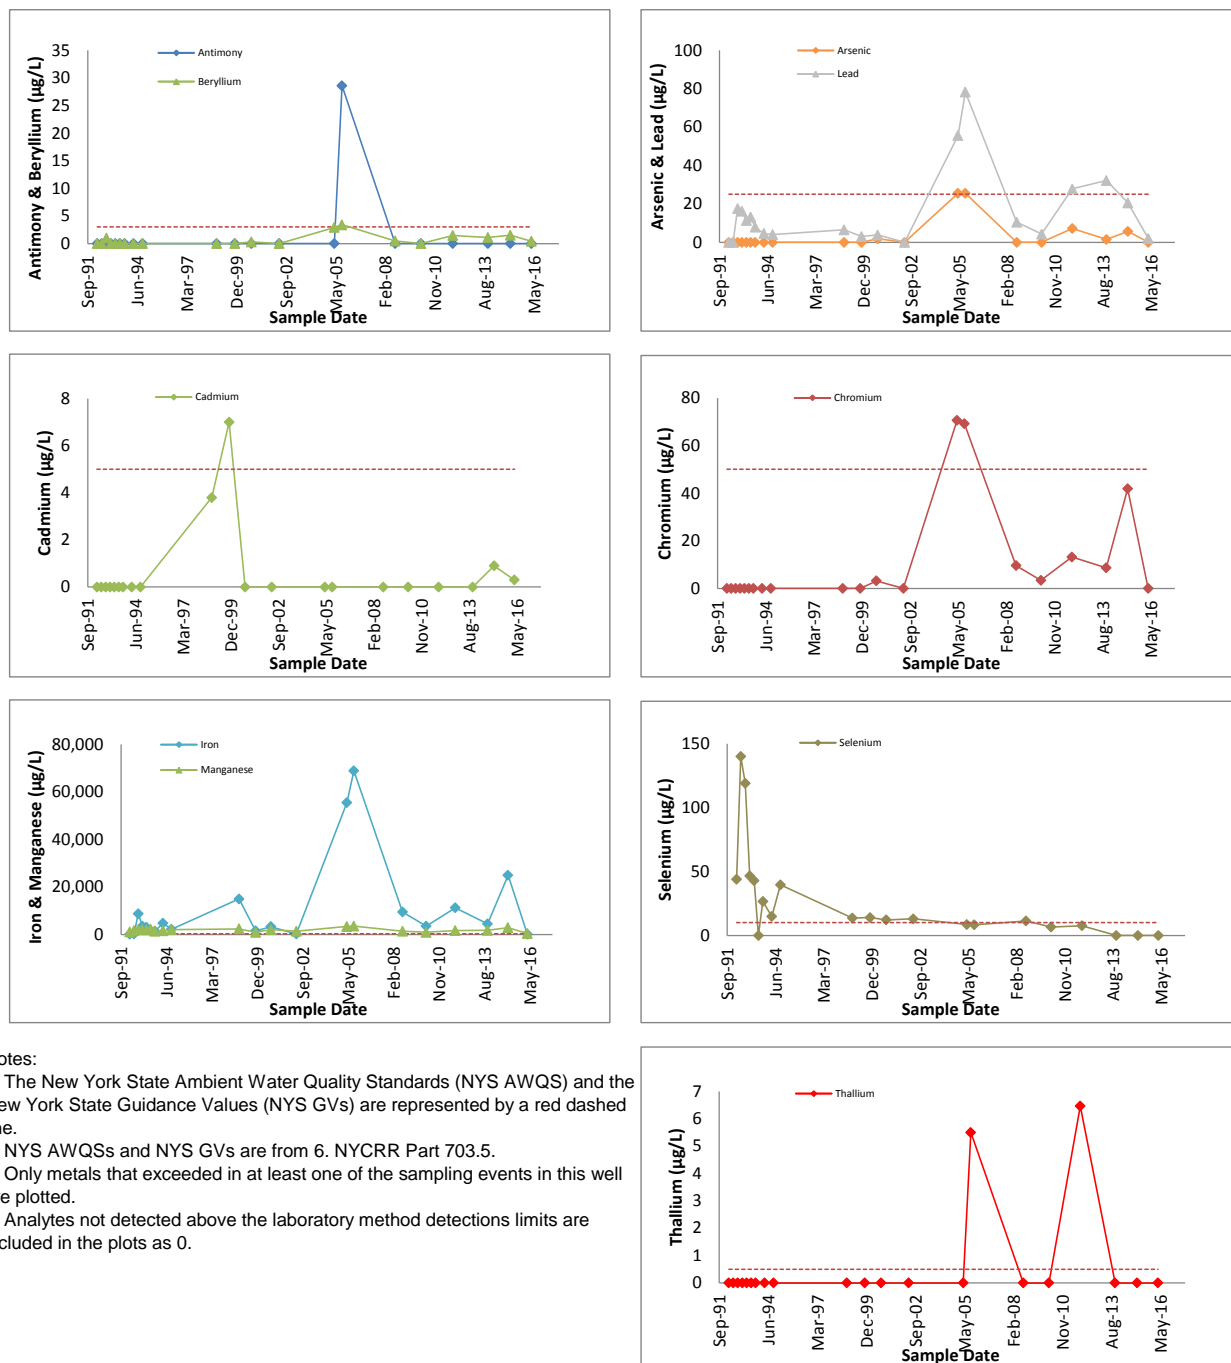 Antimony & Beryllium (µg/L)
35
30
25
20
15
10
5
0
Antimony
Beryllium
Sep-91
Jun-94
Mar-97
Dec-99
Sep-02
May-05
Feb-08
Nov-10
Aug-13
May-16
Sample Date
Arsenic & Lead (µg/L)
100
80
60
40
20
0
Arsenic
Lead
Sep-91
Jun-94
Mar-97
Dec-99
Sep-02
May-05
Feb-08
Nov-10
Aug-13
May-16
Sample Date
Cadmium (µg/L)
8
6
4
2
0
Cadmium
Sep-91
Jun-94
Mar-97
Dec-99
Sep-02
May-05
Feb-08
Nov-10
Aug-13
May-16
Sample Date
Chromium (µg/L)
80
60
40
20
0
Chromium
Sep-91
Jun-94
Mar-97
Dec-99
Sep-02
May-05
Feb-08
Nov-10
Aug-13
May-16
Sample Date
Iron & Manganese (µg/L)
80,000
60,000
40,000
20,000
0
Iron
Manganese
Sep-91
Jun-94
Mar-97
Dec-99
Sep-02
May-05
Feb-08
Nov-10
Aug-13
May-16
Sample Date
Selenium (µg/L)
150
100
50
0
Selenium
Sep-91
Jun-94
Mar-97
Dec-99
Sep-02
May-05
Feb-08
Nov-10
Aug-13
May-16
Sample Date
otes:
The New York State Ambient Water Quality Standards (NYS AWQS) and the
ew York State Guidance Values (NYS GVs) are represented by a red dashed
ne.
NYS AWQSs and NYS GVs are from 6. NYCRR Part 703.5.
Only metals that exceeded in at least one of the sampling events in this well
re plotted.
Analytes not detected above the laboratory method detections limits are
cluded in the plots as 0.
Thallium (µg/L)
7
6
5
4
3
2
1
0
Thallium
Sep-91
Jun-94
Mar-97
Dec-99
Sep-02
May-05
Feb-08
Nov-10
Aug-13
May-16
Sample Date